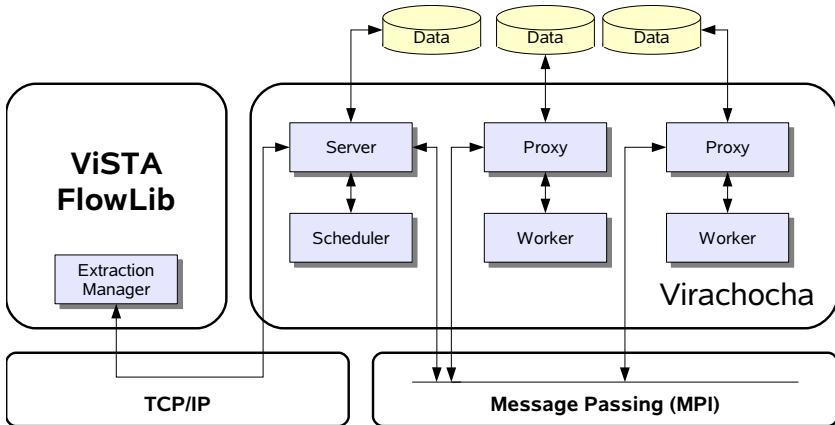 Data
Data
Data
ViSTA
FlowLib
Server
Proxy
Proxy
Scheduler
Worker
Worker
Extraction
Manager
Virachocha
TCP/IP
Message Passing (MPI)